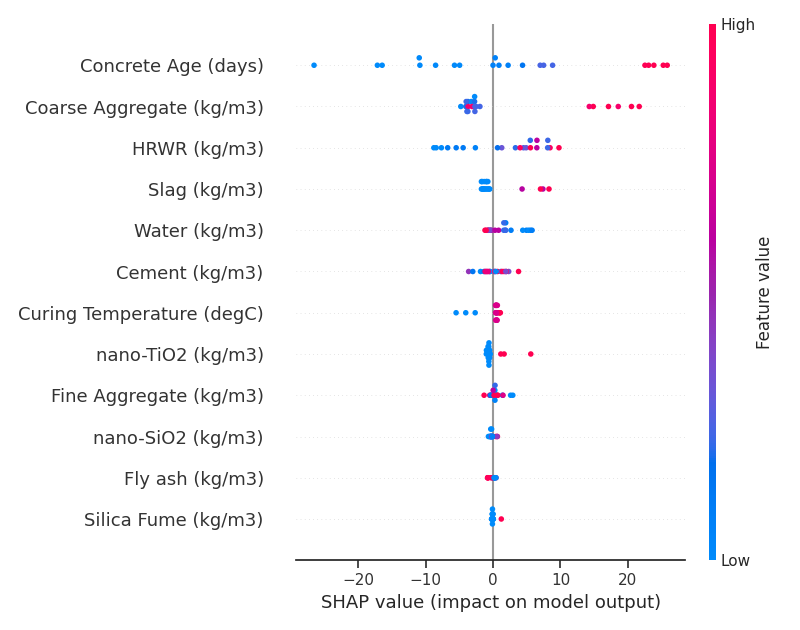 High
Concrete Age (days)
Coarse Aggregate (kg/m3)
HRWR (kg/m3)
Slag (kg/m3)
Water (kg/m3)
Cement (kg/m3)
Curing Temperature (degC)
nano-TiO2 (kg/m3)
Fine Aggregate (kg/m3)
nano-SiO2 (kg/m3)
Fly ash (kg/m3)
Silica Fume (kg/m3)
Feature value
Low
−20 −10 0 10 20
SHAP value (impact on model output)